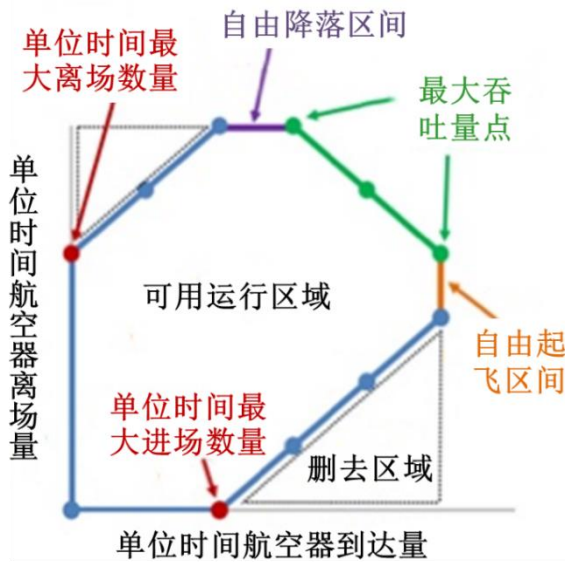 自由降落区间
单位时间最
大离场数量
最大吞
吐量点
单位时间航空器离场量
可用运行区域
自由起
飞区间
单位时间最
大进场数量
删去区域
单位时间航空器到达量